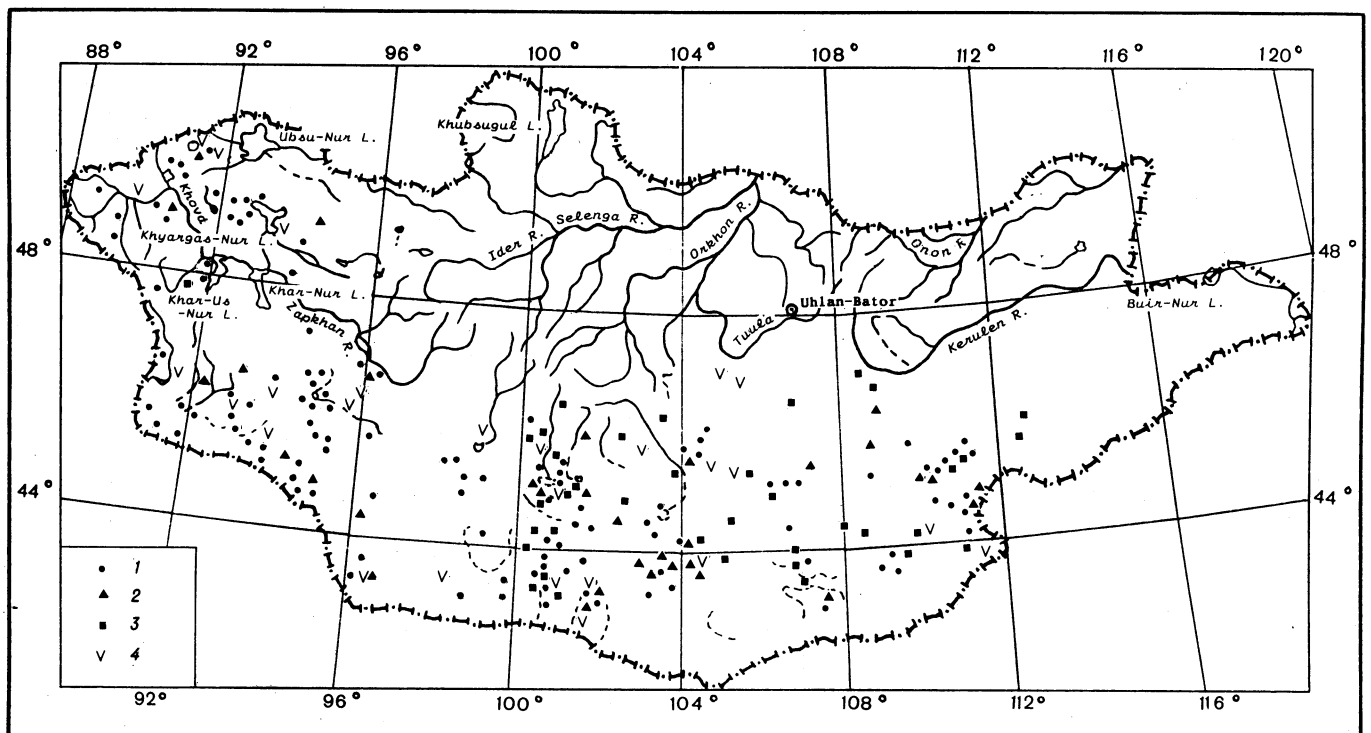 88° 92° 96° 100° 104° 108° 112° 116° 120°
Khubsugul L.
Ubsu-Nur L.
Khovd
Selenga R.
Orkhon R.
Onon R
48°
Khyargas-Nur L.
Ider R.
48°
Khar-Us
-Nur L.
Khar-Nur L.
Uhlan-Bator
Buir-Nur L.
Zapkhan R.
Tuula
Kerulen R.
44°
44°
1
2
3
4
92° 96° 100° 104° 108° 112° 116°